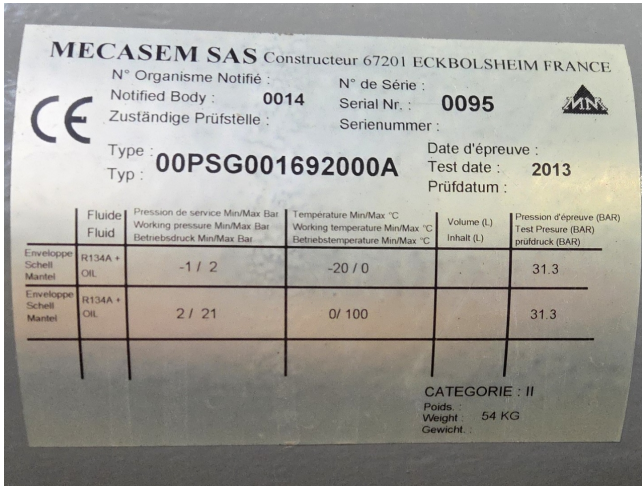 MECASEM SAS Constructeur 67201 ECKBOLSHEIM FRANCE
N° Organisme Notifié :
Notified Body : 0014
Zuständige Prüfstelle :
N° de Série :
Serial Nr. : 0095
Serienummer :
CE
MN
Type :
Typ : 00PSG001692000A
Date d'épreuve :
Test date : 2013
Prüfdatum :
Fluide
Fluid
Pression de service Min/Max Bar
Working pressure Min/Max Bar
Betriebsdruck Min/Max Bar
Température Min/Max °C
Working temperature Min/Max °C
Betriebstemperature Min/Max °C
Volume (L)
Inhalt (L)
Pression d'épreuve (BAR)
Test Presure (BAR)
prüfdruck (BAR)
Enveloppe
Schell
Mantel
R134A +
OIL
-1 / 2
-20 / 0
31.3
Enveloppe
Schell
Mantel
R134A +
OIL
2 / 21
0/ 100
31.3
CATEGORIE : II
Poids. :
Weight : 54 KG
Gewicht. :